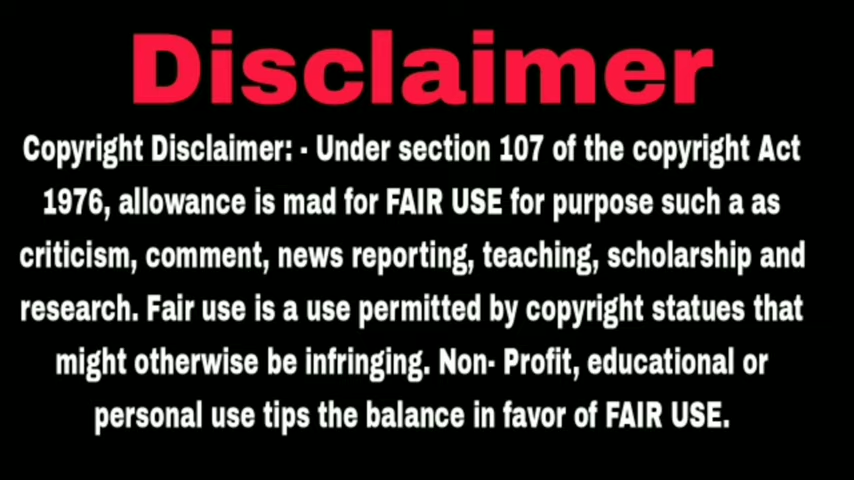 Disclaimer
Copyright Disclaimer: - Under section 107 of the copyright Act
1976, allowance is mad for FAIR USE for purpose such a as
criticism, comment, news reporting, teaching, scholarship and
research. Fair use is a use permitted by copyright statues that
might otherwise be infringing. Non- Profit, educational or
personal use tips the balance in favor of FAIR USE.